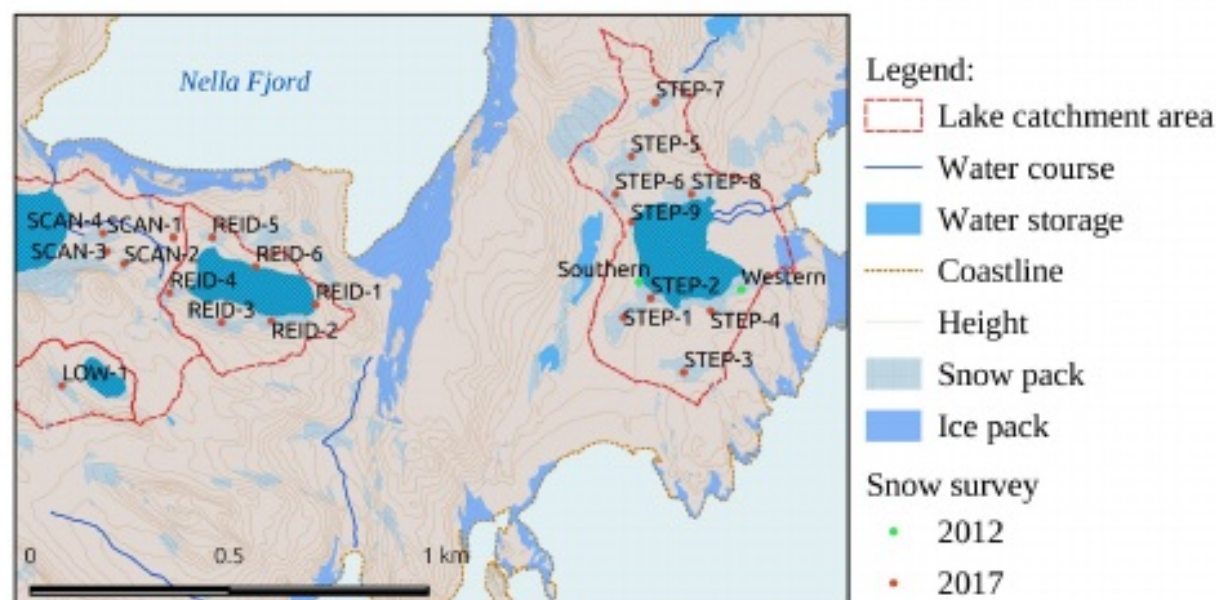 Nella Fjord
STEP-7
STEP-5
STEP-6 STEP-8
STEP-9
SCAN-4 SCAN-1 REID-5
SCAN-3 SCAN-2 REID-6
Southern STEP-2 Western
REID-4 REID-1
REID-3 REID-2
STEP-1 STEP-4
STEP-3
LOW-1
0 0.5 1 km
Legend:
Lake catchment area
Water course
Water storage
Coastline
Height
Snow pack
Ice pack
Snow survey
2012
2017